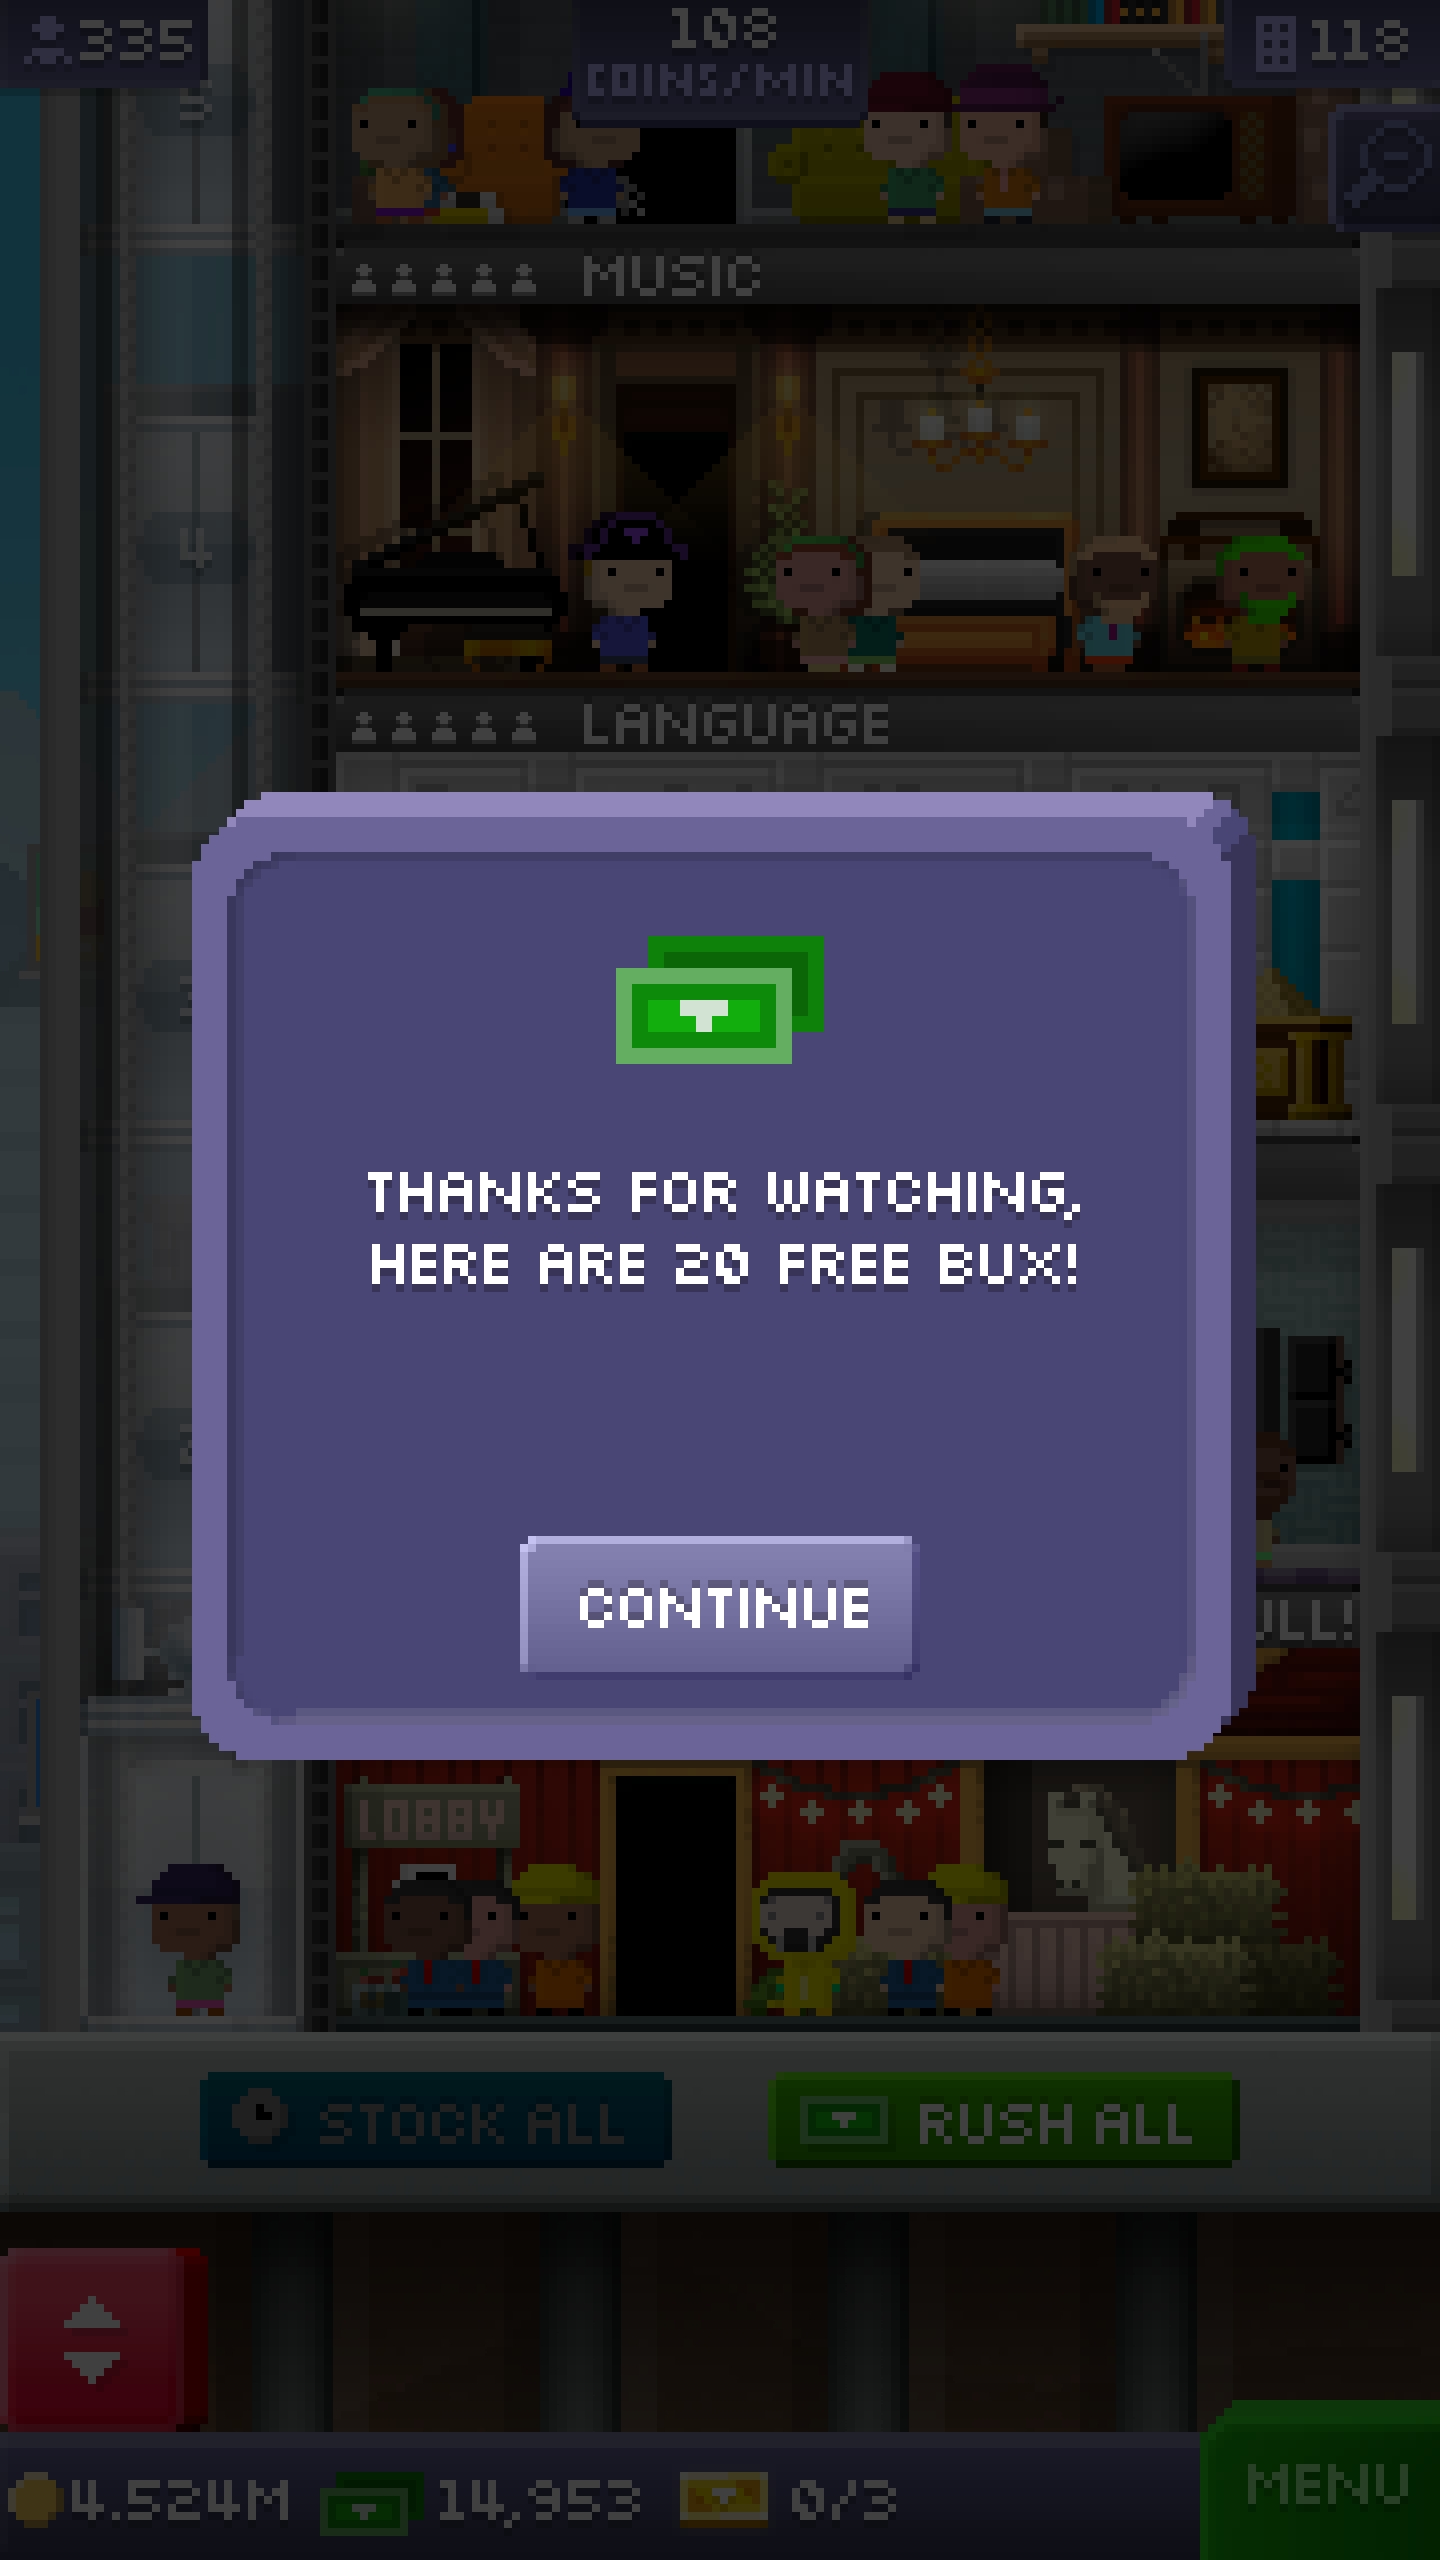 335
108
COINS/MIN
118
5
MUSIC
4
LANGUAGE
THANKS FOR WATCHING,
HERE ARE 20 FREE BUX!
CONTINUE
LOBBY
STOCK ALL
RUSH ALL
4.524M
14,953
0/3
MENU